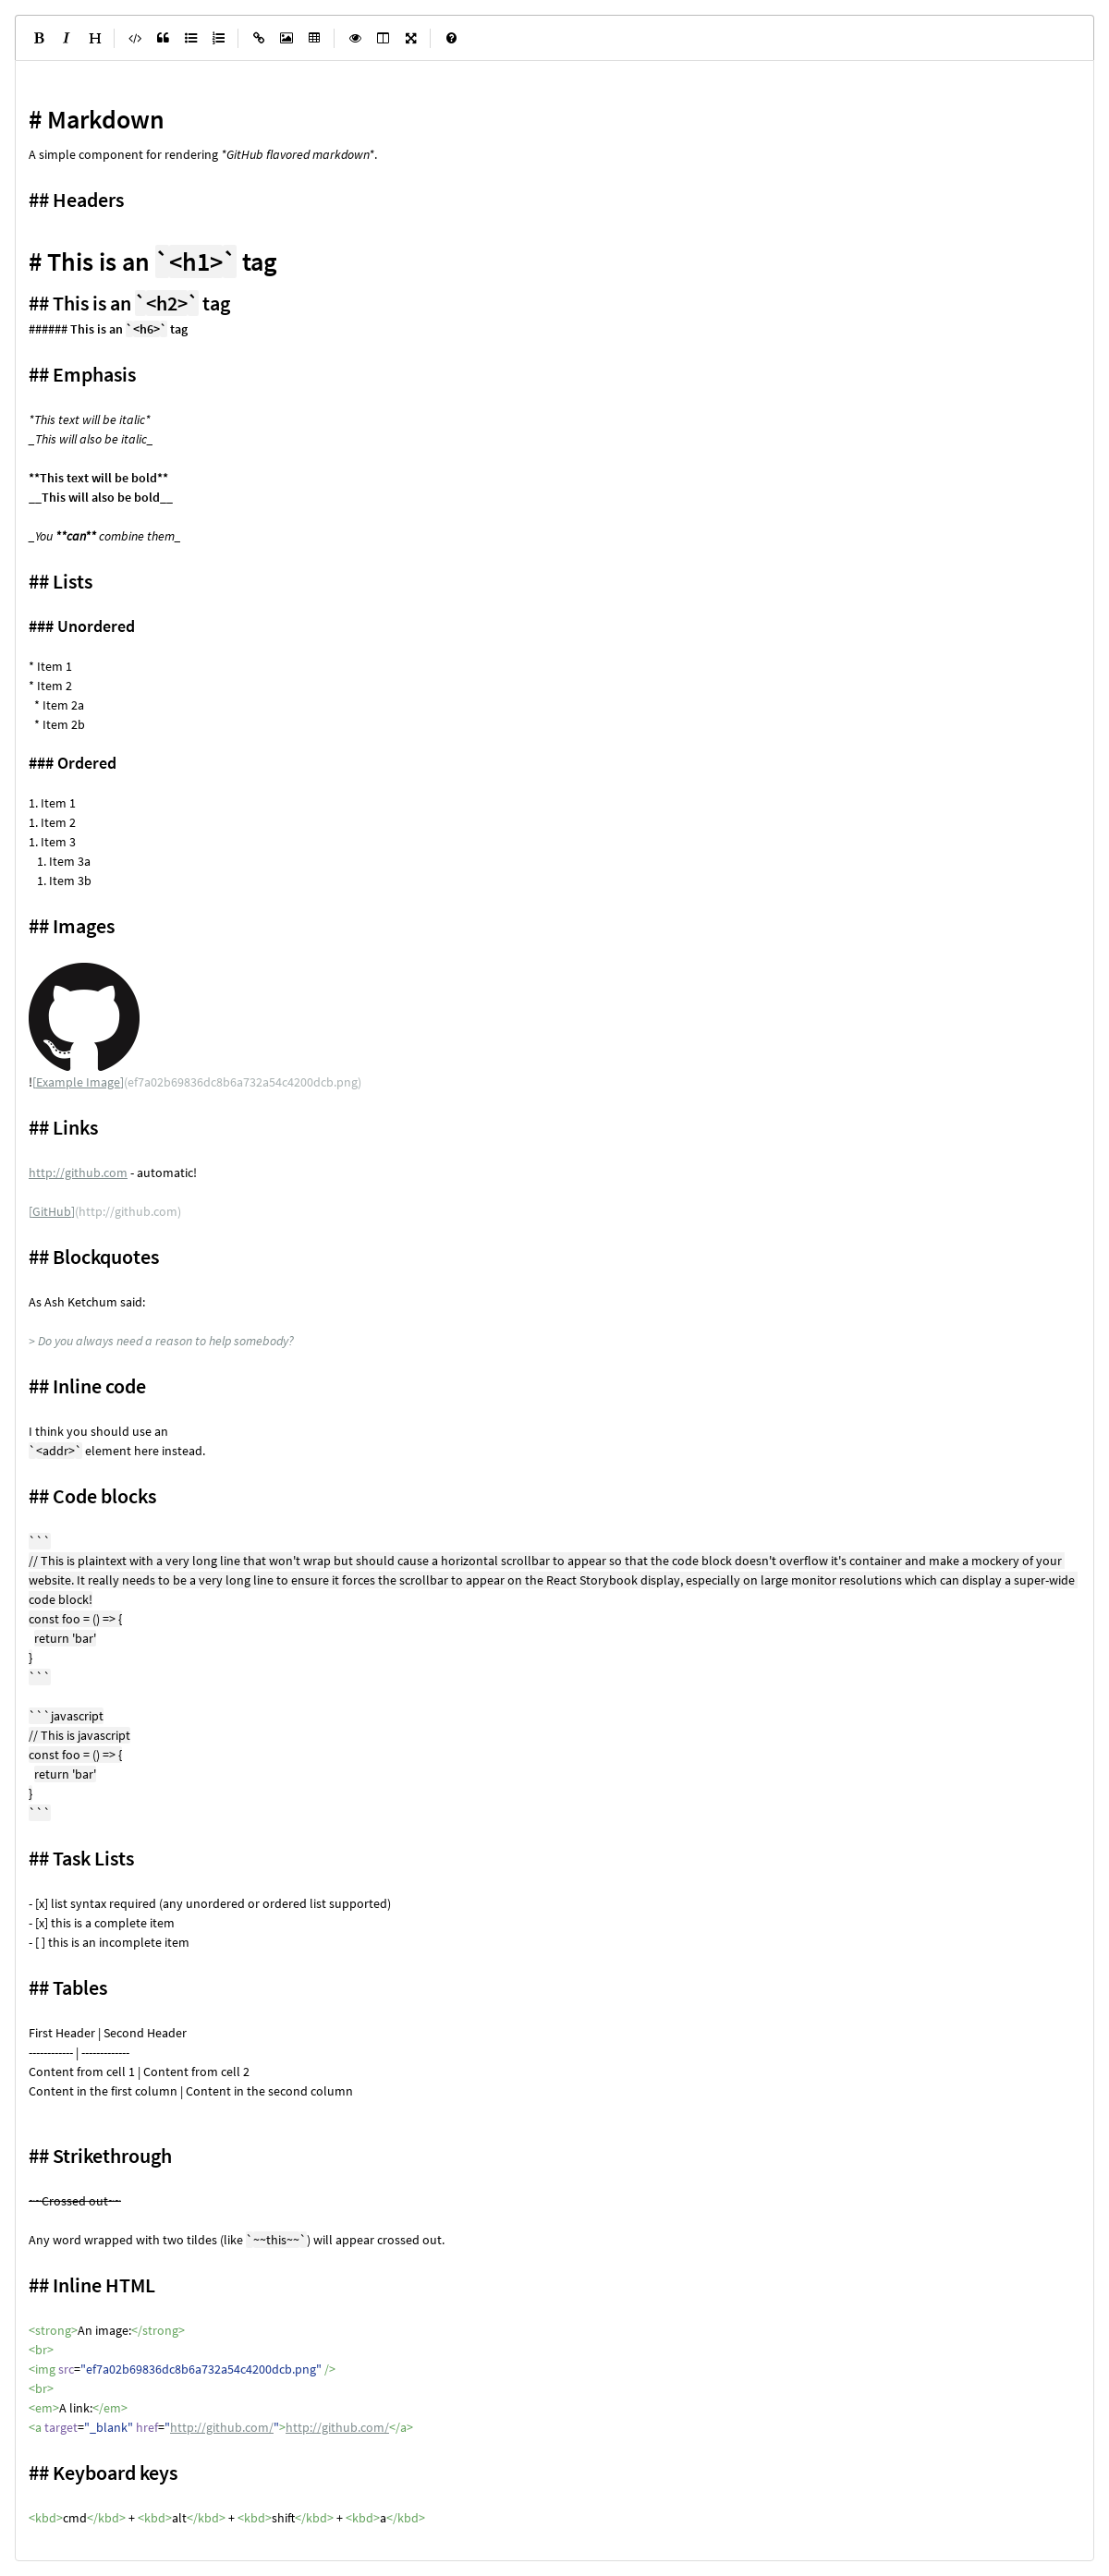 B I H
# Markdown
A simple component for rendering *GitHub flavored markdown*.
## Headers
# This is an `<h1>` tag
## This is an `<h2>` tag
###### This is an `<h6>` tag
## Emphasis
*This text will be italic*
_This will also be italic_
**This text will be bold**
__This will also be bold__
_You **can** combine them_
## Lists
### Unordered
* Item 1
* Item 2
  * Item 2a
  * Item 2b
### Ordered
1. Item 1
1. Item 2
1. Item 3
   1. Item 3a
   1. Item 3b
## Images
![Example Image](ef7a02b69836dc8b6a732a54c4200dcb.png)
## Links
http://github.com - automatic!
[GitHub](http://github.com)
## Blockquotes
As Ash Ketchum said:
> Do you always need a reason to help somebody?
## Inline code
I think you should use an
`<addr>` element here instead.
## Code blocks
```
// This is plaintext with a very long line that won't wrap but should cause a horizontal scrollbar to appear so that the code block doesn't overflow it's container and make a mockery of your
website. It really needs to be a very long line to ensure it forces the scrollbar to appear on the React Storybook display, especially on large monitor resolutions which can display a super-wide
code block!
const foo = () => {
  return 'bar'
}
```
```javascript
// This is javascript
const foo = () => {
  return 'bar'
}
```
## Task Lists
- [x] list syntax required (any unordered or ordered list supported)
- [x] this is a complete item
- [ ] this is an incomplete item
## Tables
First Header | Second Header
------------ | -------------
Content from cell 1 | Content from cell 2
Content in the first column | Content in the second column
## Strikethrough
~~Crossed out~~
Any word wrapped with two tildes (like `~~this~~`) will appear crossed out.
## Inline HTML
<strong>An image:</strong>
<br>
<img src="ef7a02b69836dc8b6a732a54c4200dcb.png" />
<br>
<em>A link:</em>
<a target="_blank" href="http://github.com/">http://github.com/</a>
## Keyboard keys
<kbd>cmd</kbd> + <kbd>alt</kbd> + <kbd>shift</kbd> + <kbd>a</kbd>